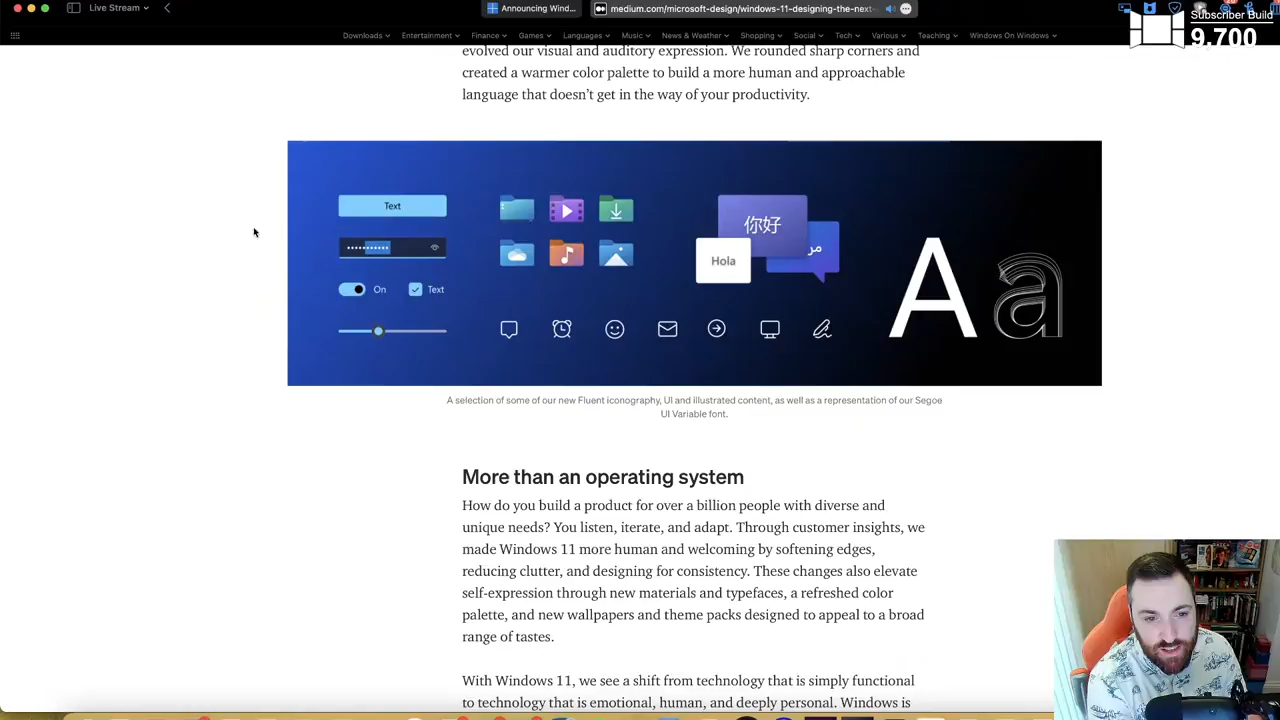 Live Stream
Announcing Wind...
medium.com/microsoft-design/windows-11-designing-the-next-
Subscriber Build
9,700
Downloads
Entertainment
Finance
Games
Languages
Music
News & Weather
Shopping
Social
Tech
Various
Teaching
Windows On Windows
evolved our visual and auditory expression. We rounded sharp corners and
created a warmer color palette to build a more human and approachable
language that doesn’t get in the way of your productivity.
Text
On
Text
你好
Hola
مر
A a
A selection of some of our new Fluent iconography, UI and illustrated content, as well as a representation of our Segoe
UI Variable font.
More than an operating system
How do you build a product for over a billion people with diverse and
unique needs? You listen, iterate, and adapt. Through customer insights, we
made Windows 11 more human and welcoming by softening edges,
reducing clutter, and designing for consistency. These changes also elevate
self-expression through new materials and typefaces, a refreshed color
palette, and new wallpapers and theme packs designed to appeal to a broad
range of tastes.
With Windows 11, we see a shift from technology that is simply functional
to technology that is emotional, human, and deeply personal. Windows is